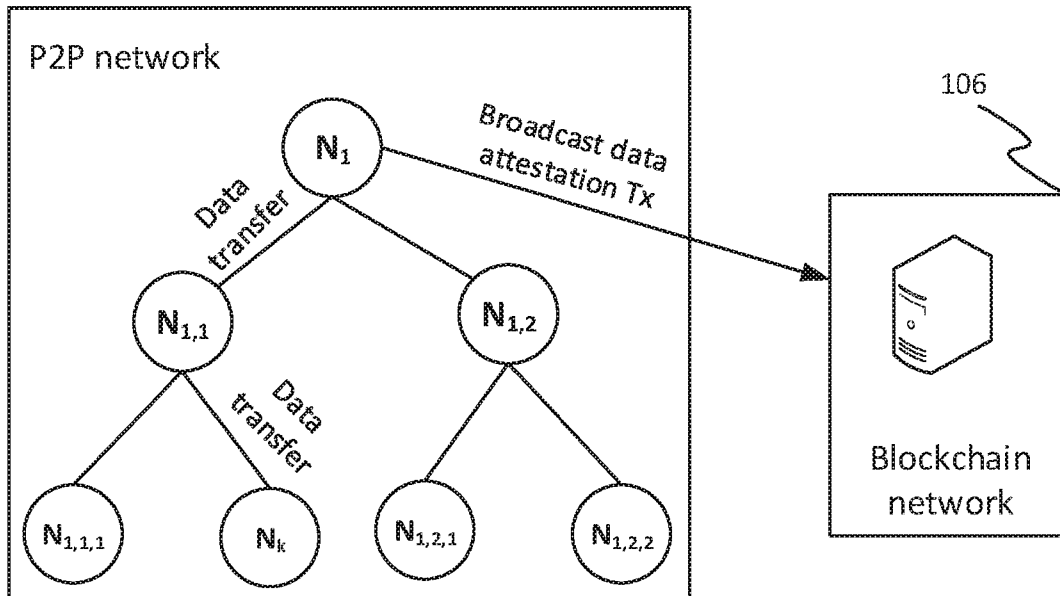 P2P network
106
N1
Broadcast data
attestation Tx
Data
transfer
N1,1
N1,2
Data
transfer
N1,1,1
Nk
N1,2,1
N1,2,2
Blockchain
network